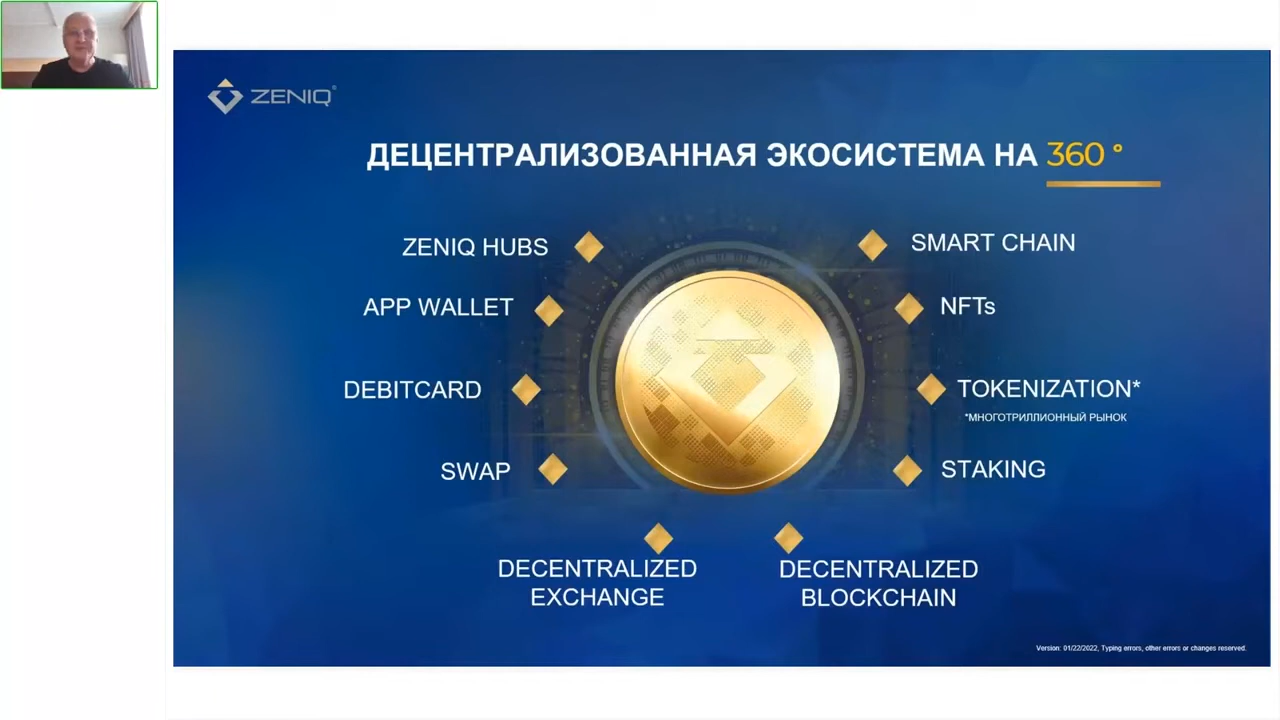 ZENIQ®
ДЕЦЕНТРАЛИЗОВАННАЯ ЭКОСИСТЕМА НА 360 °
ZENIQ HUBS
SMART CHAIN
APP WALLET
NFTs
DEBITCARD
TOKENIZATION*
*МНОГОТРИЛЛИОННЫЙ РЫНОК
SWAP
STAKING
DECENTRALIZED
EXCHANGE
DECENTRALIZED
BLOCKCHAIN
Version: 01/22/2022, Typing errors, other errors or changes reserved.